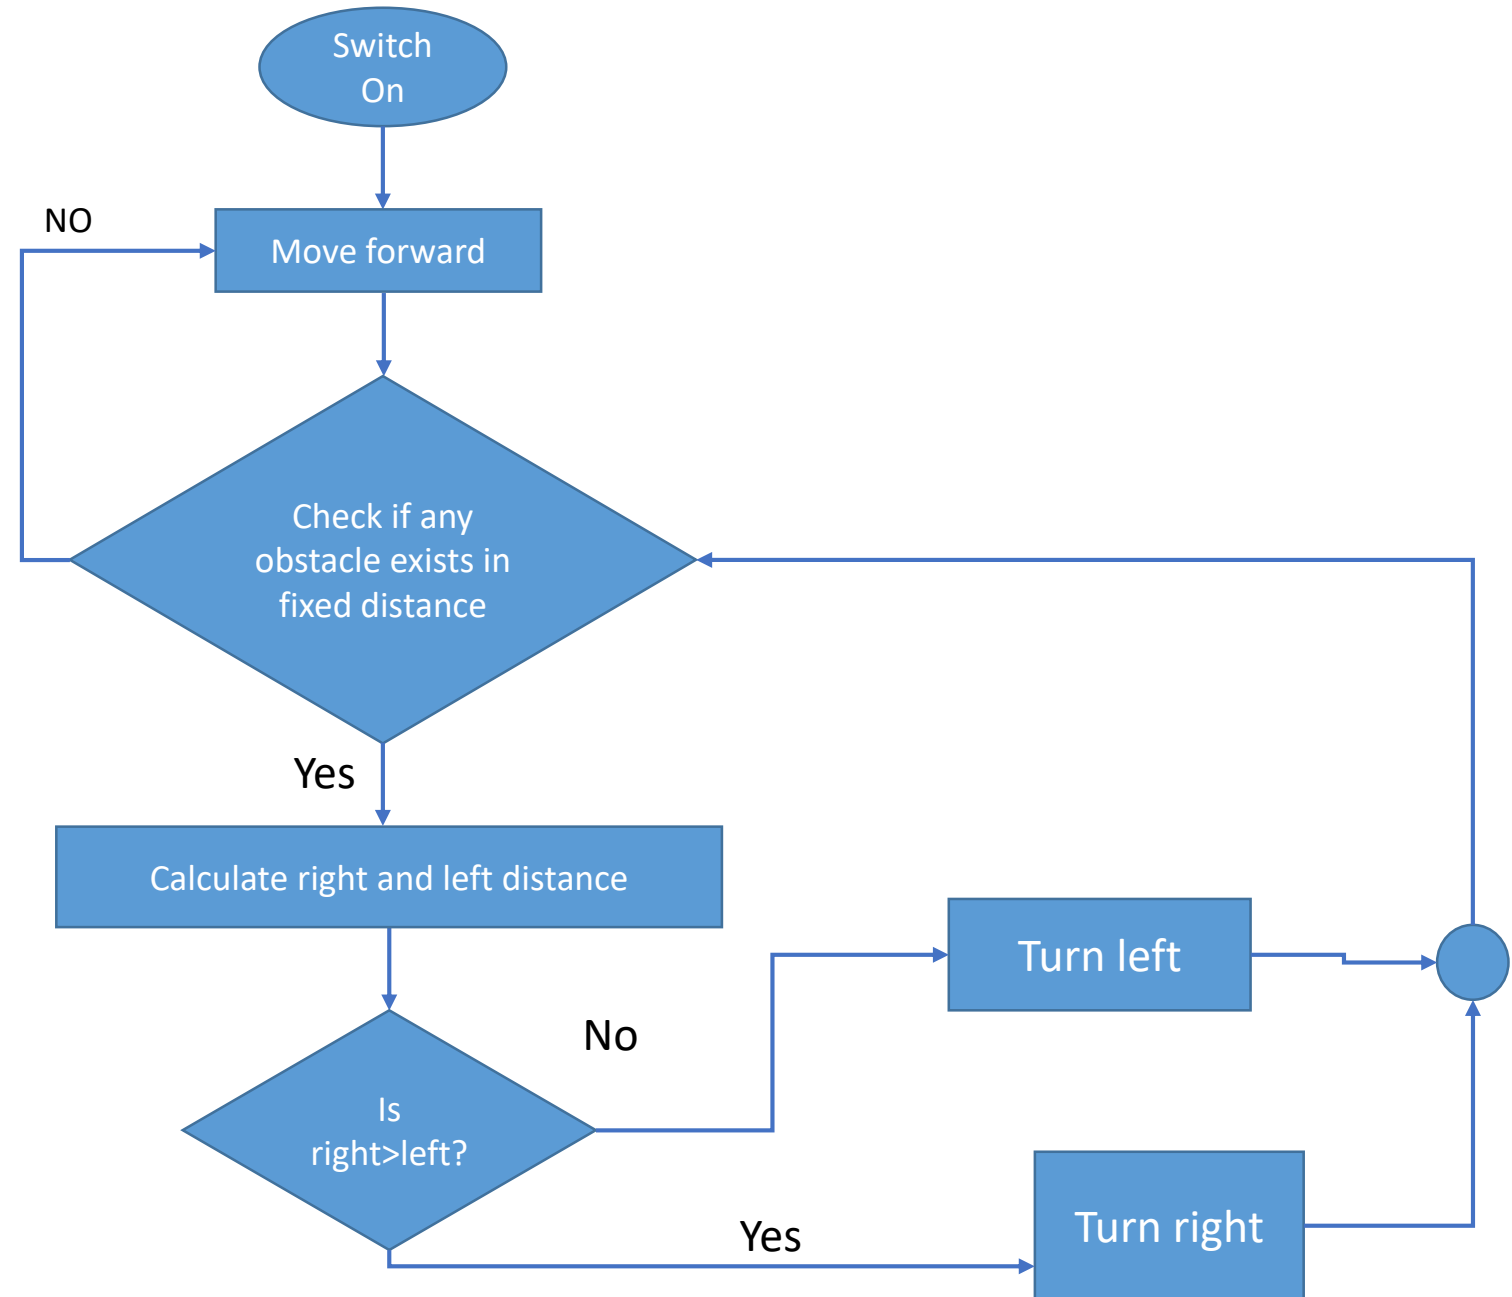 Switch
On
NO
Move forward
Check if any
obstacle exists in
fixed distance
Yes
Calculate right and left distance
Turn left
No
Is
right>left?
Yes
Turn right